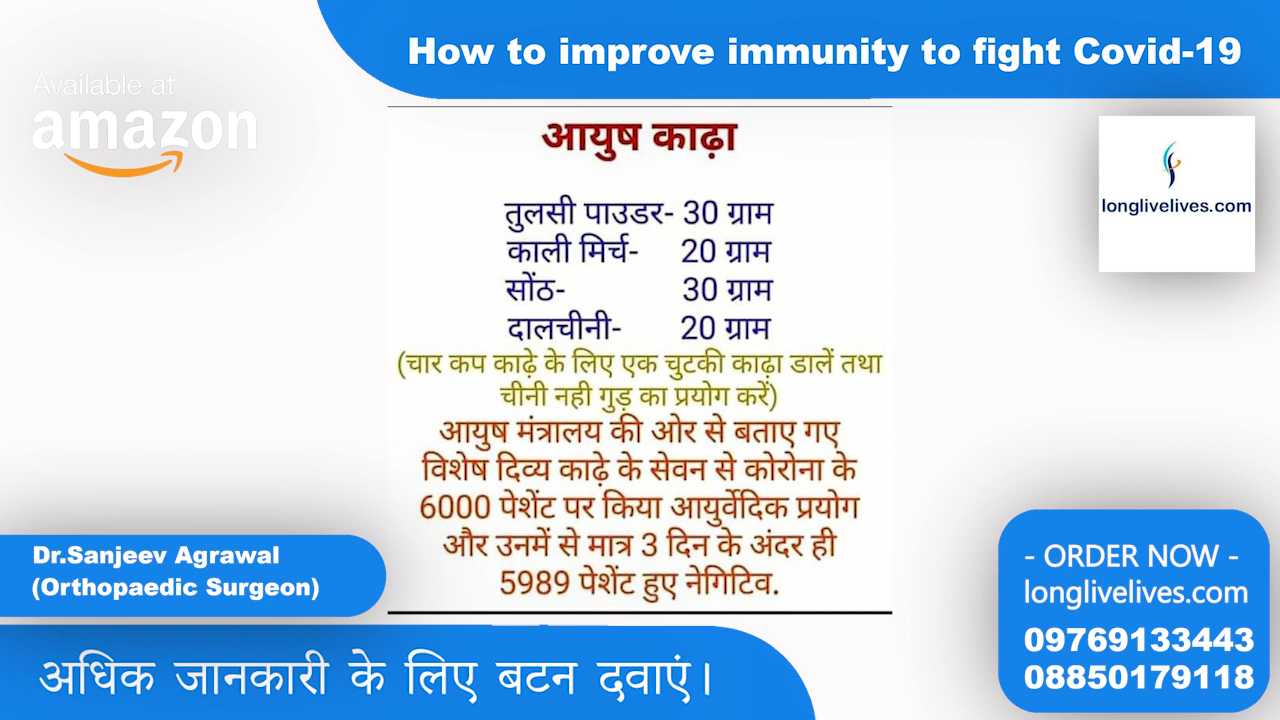 How to improve immunity to fight Covid-19
Available at
amazon
longlivelives.com
आयुष काढ़ा
तुलसी पाउडर- 30 ग्राम
काली मिर्च- 20 ग्राम
सोंठ- 30 ग्राम
दालचीनी- 20 ग्राम
(चार कप काढ़े के लिए एक चुटकी काढ़ा डालें तथा
चीनी नही गुड़ का प्रयोग करें)
आयुष मंत्रालय की ओर से बताए गए
विशेष दिव्य काढ़े के सेवन से कोरोना के
6000 पेशेंट पर किया आयुर्वेदिक प्रयोग
और उनमें से मात्र 3 दिन के अंदर ही
5989 पेशेंट हुए नेगिटिव.
Dr.Sanjeev Agrawal
(Orthopaedic Surgeon)
अधिक जानकारी के लिए बटन दवाएं।
- ORDER NOW -
longlivelives.com
09769133443
08850179118